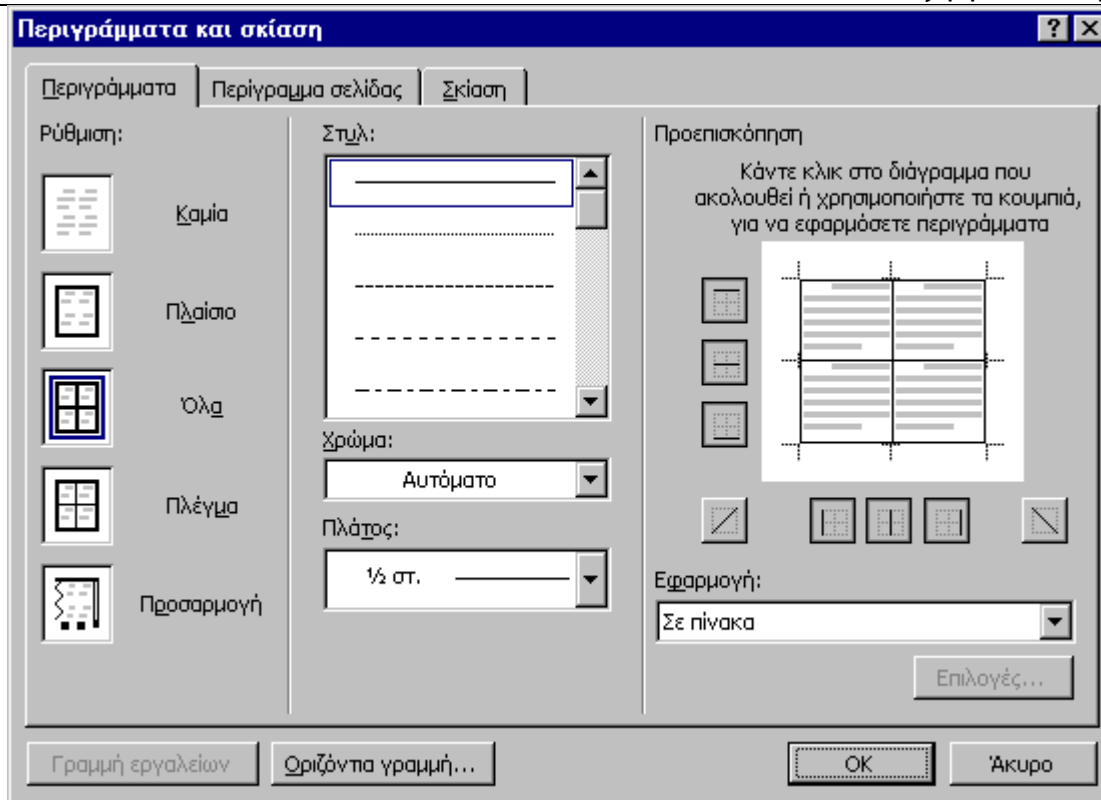 Περιγράμματα και σκίαση
Περιγράμματα
Περίγραμμα σελίδας
Σκίαση
Ρύθμιση:
Καμία
Πλαίσιο
Όλα
Πλέγμα
Προσαρμογή
Στυλ:
Χρώμα:
Αυτόματο
Πλάτος:
½ στ.
Προεπισκόπηση
Κάντε κλικ στο διάγραμμα που
ακολουθεί ή χρησιμοποιήστε τα κουμπιά,
για να εφαρμόσετε περιγράμματα
Εφαρμογή:
Σε πίνακα
Επιλογές...
Γραμμή εργαλείων
Οριζόντια γραμμή...
OK
Άκυρο